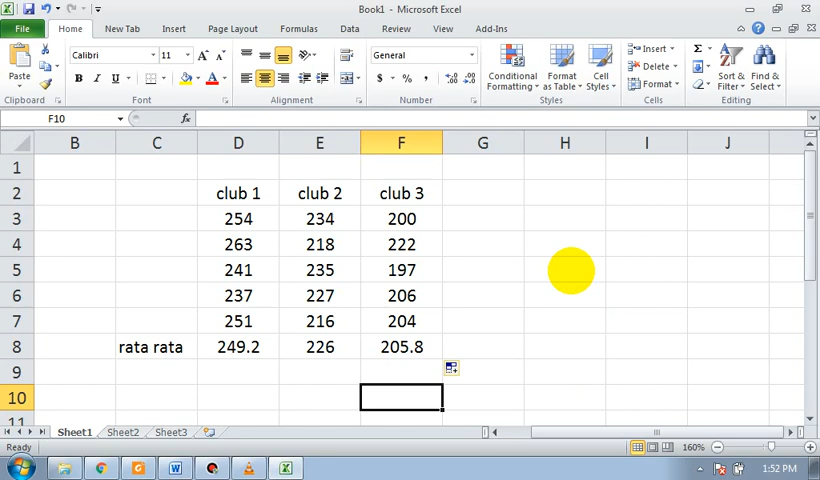 Book1 - Microsoft Excel
File Home New Tab Insert Page Layout Formulas Data Review View Add-Ins
Calibri 11 General Insert
Paste B I U $ % , Conditional Formatting Format as Table Cell Styles Delete Sort & Filter Find & Select
Format
Clipboard Font Alignment Number Styles Cells Editing
F10 fx
B C D E F G H I J
1
2 club 1 club 2 club 3
3 254 234 200
4 263 218 222
5 241 235 197
6 237 227 206
7 251 216 204
8 rata rata 249.2 226 205.8
9
10
11
Sheet1 Sheet2 Sheet3
Ready 160%
1:52 PM